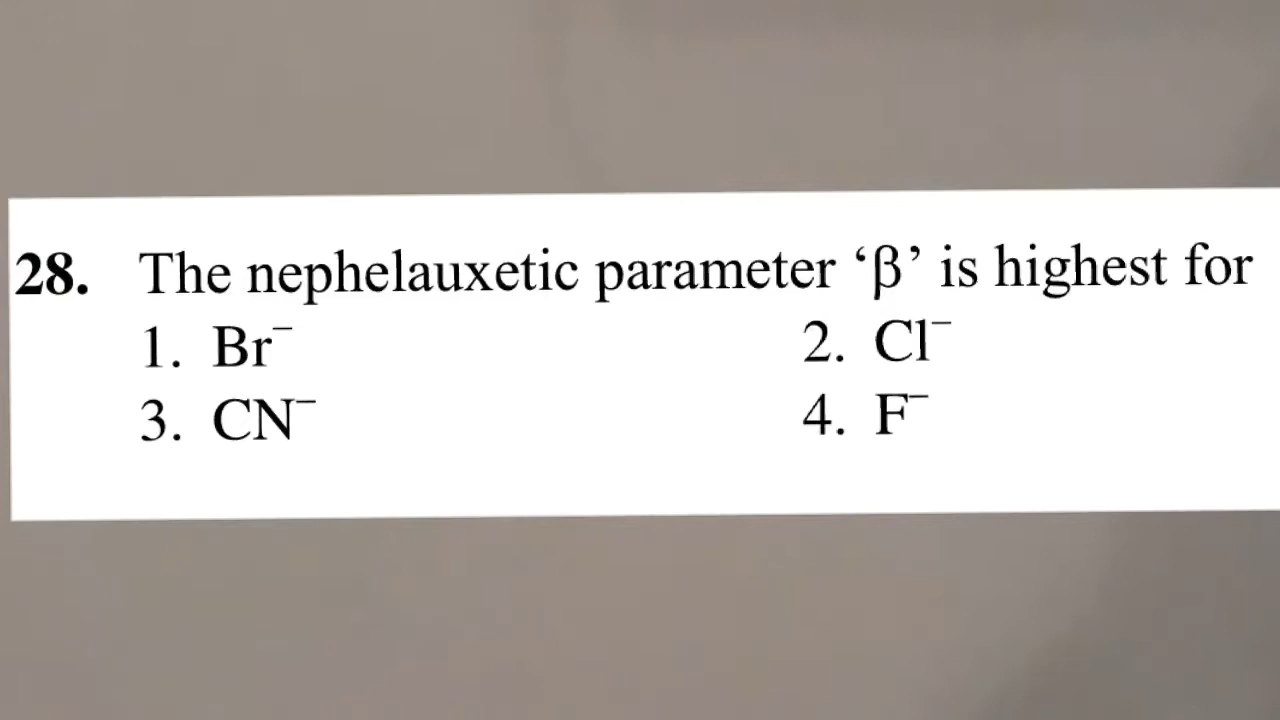 28. The nephelauxetic parameter ‘β’ is highest for
1. Br⁻ 2. Cl⁻
3. CN⁻ 4. F⁻